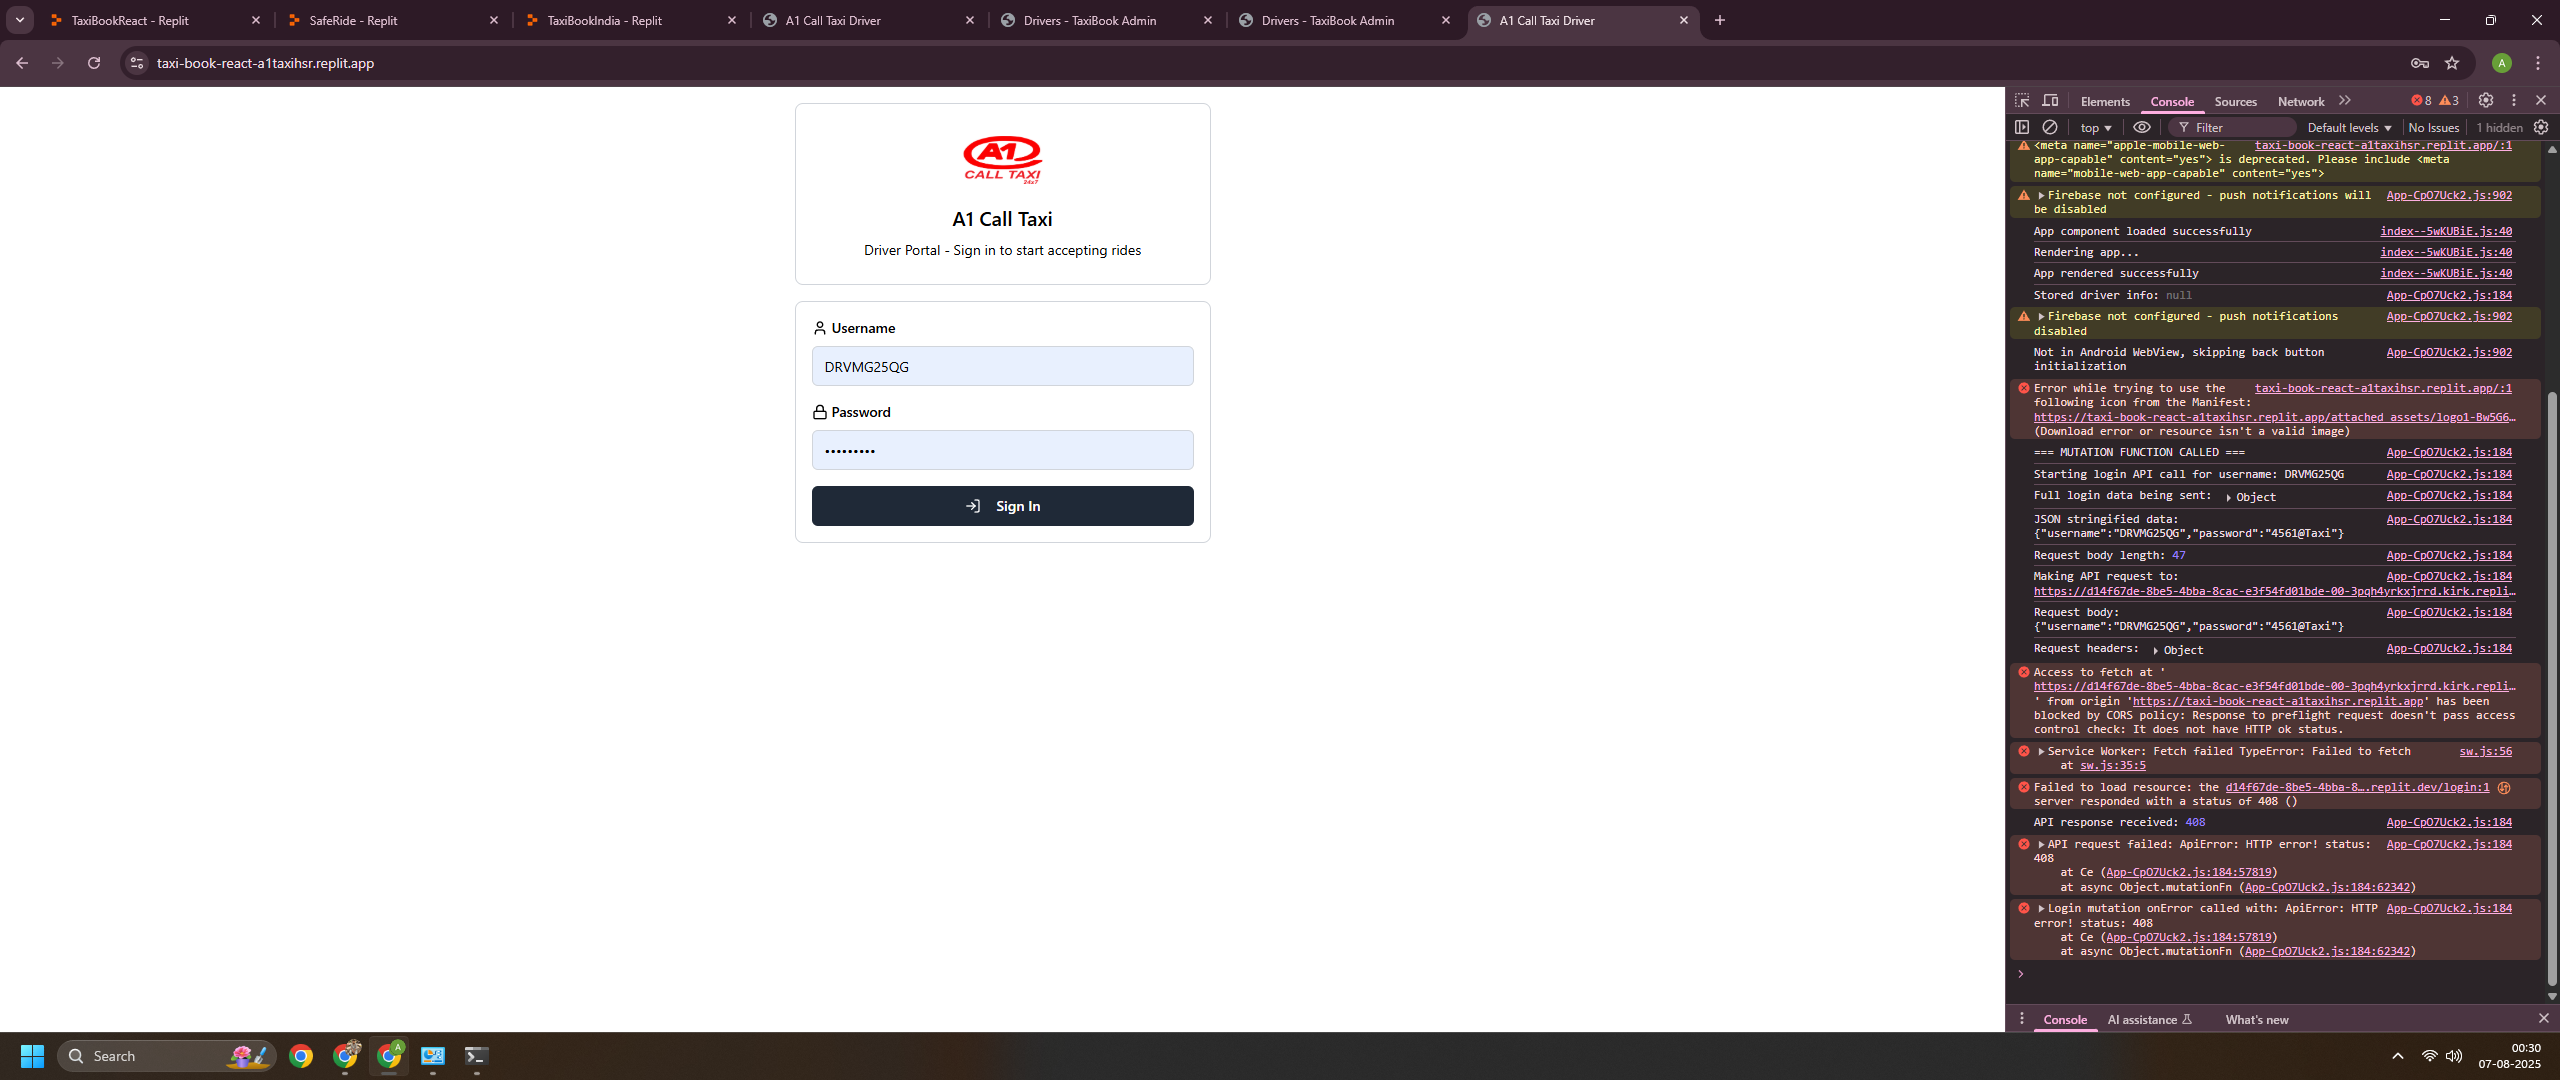 TaxiBookReact - Replit
SafeRide - Replit
TaxiBookIndia - Replit
A1 Call Taxi Driver
Drivers - TaxiBook Admin
Drivers - TaxiBook Admin
A1 Call Taxi Driver
taxi-book-react-a1taxihsr.replit.app
A
A1
CALL TAXI
24x7
A1 Call Taxi
Driver Portal - Sign in to start accepting rides
Username
DRVMG25QG
Password
•••••••••
Sign In
Elements Console Sources Network 8 3
top Filter Default levels No Issues 1 hidden
<meta name="apple-mobile-web- taxi-book-react-a1taxihsr.replit.app/:1
app-capable" content="yes"> is deprecated. Please include <meta
name="mobile-web-app-capable" content="yes">
Firebase not configured - push notifications will App-CpO7Uck2.js:902
be disabled
App component loaded successfully index--5wKUBiE.js:40
Rendering app... index--5wKUBiE.js:40
App rendered successfully index--5wKUBiE.js:40
Stored driver info: null App-CpO7Uck2.js:184
Firebase not configured - push notifications App-CpO7Uck2.js:902
disabled
Not in Android WebView, skipping back button App-CpO7Uck2.js:902
initialization
Error while trying to use the taxi-book-react-a1taxihsr.replit.app/:1
following icon from the Manifest:
https://taxi-book-react-a1taxihsr.replit.app/attached_assets/logo1-Bw5G6…
(Download error or resource isn't a valid image)
=== MUTATION FUNCTION CALLED === App-CpO7Uck2.js:184
Starting login API call for username: DRVMG25QG App-CpO7Uck2.js:184
Full login data being sent: Object App-CpO7Uck2.js:184
JSON stringified data: App-CpO7Uck2.js:184
{"username":"DRVMG25QG","password":"4561@Taxi"}
Request body length: 47 App-CpO7Uck2.js:184
Making API request to: App-CpO7Uck2.js:184
https://d14f67de-8be5-4bba-8cac-e3f54fd01bde-00-3pqh4yrkxjrrd.kirk.repli…
Request body: App-CpO7Uck2.js:184
{"username":"DRVMG25QG","password":"4561@Taxi"}
Request headers: Object App-CpO7Uck2.js:184
Access to fetch at '
https://d14f67de-8be5-4bba-8cac-e3f54fd01bde-00-3pqh4yrkxjrrd.kirk.repli…
' from origin 'https://taxi-book-react-a1taxihsr.replit.app' has been
blocked by CORS policy: Response to preflight request doesn't pass access
control check: It does not have HTTP ok status.
Service Worker: Fetch failed TypeError: Failed to fetch sw.js:56
at sw.js:35:5
Failed to load resource: the d14f67de-8be5-4bba-8….replit.dev/login:1
server responded with a status of 408 ()
API response received: 408 App-CpO7Uck2.js:184
API request failed: ApiError: HTTP error! status: App-CpO7Uck2.js:184
408
at Ce (App-CpO7Uck2.js:184:57819)
at async Object.mutationFn (App-CpO7Uck2.js:184:62342)
Login mutation onError called with: ApiError: HTTP App-CpO7Uck2.js:184
error! status: 408
at Ce (App-CpO7Uck2.js:184:57819)
at async Object.mutationFn (App-CpO7Uck2.js:184:62342)
Console AI assistance What's new
Search
A
00:30
07-08-2025